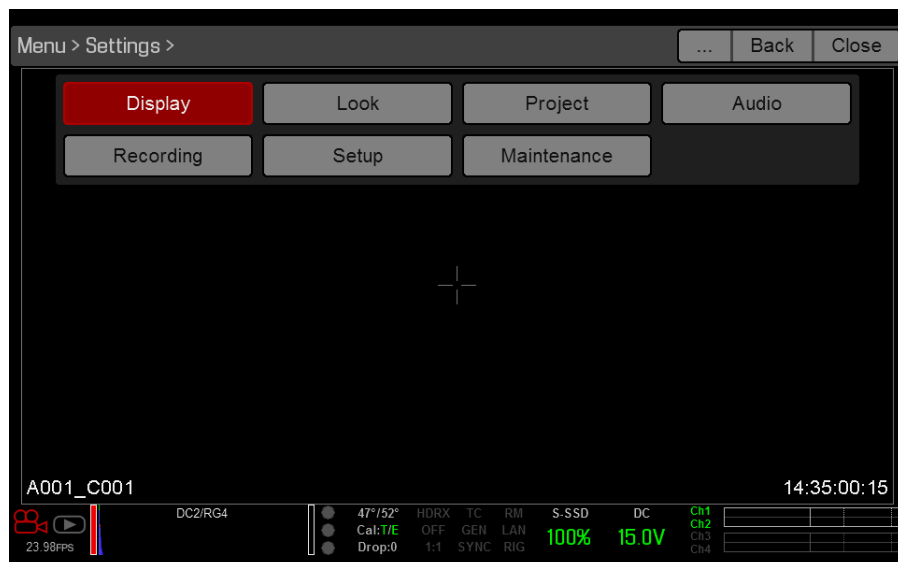 Menu > Settings > ... Back Close
Display Look Project Audio
Recording Setup Maintenance
A001_C001 14:35:00:15
DC2/RG4 47°/52° HDRX TC RM S-SSD DC Ch1
Cal:T/E OFF GEN LAN 100% 15.0V Ch2
23.98FPS Drop:0 1:1 SYNC RIG Ch3
Ch4